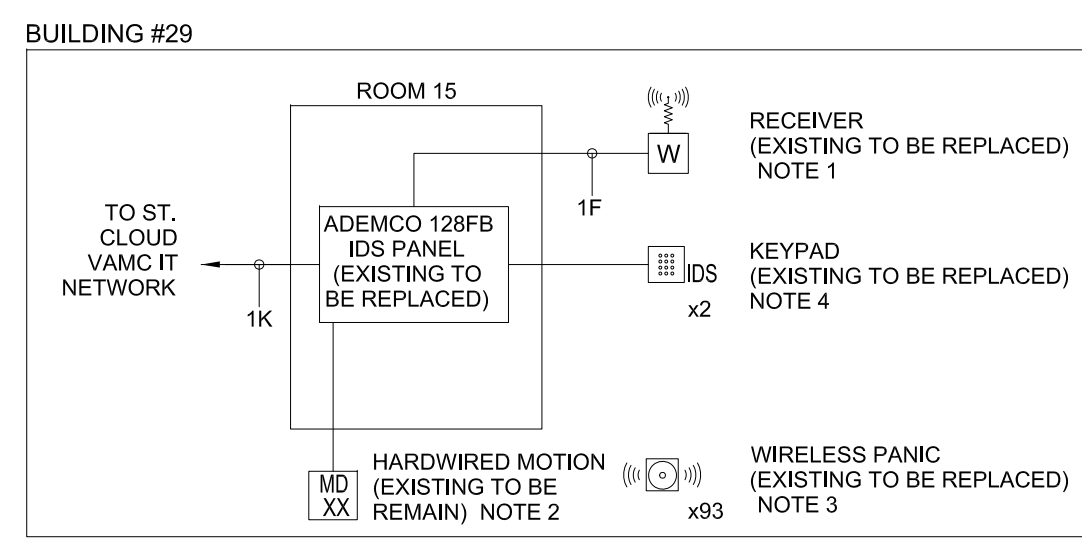 BUILDING #29
ROOM 15
TO ST.
CLOUD
VAMC IT
NETWORK
1K
ADEMCO 128FB
IDS PANEL
(EXISTING TO
BE REPLACED)
1F
W
RECEIVER
(EXISTING TO BE REPLACED)
NOTE 1
IDS
x2
KEYPAD
(EXISTING TO BE REPLACED)
NOTE 4
MD
XX
HARDWIRED MOTION
(EXISTING TO BE
REMAIN) NOTE 2
x93
WIRELESS PANIC
(EXISTING TO BE REPLACED)
NOTE 3